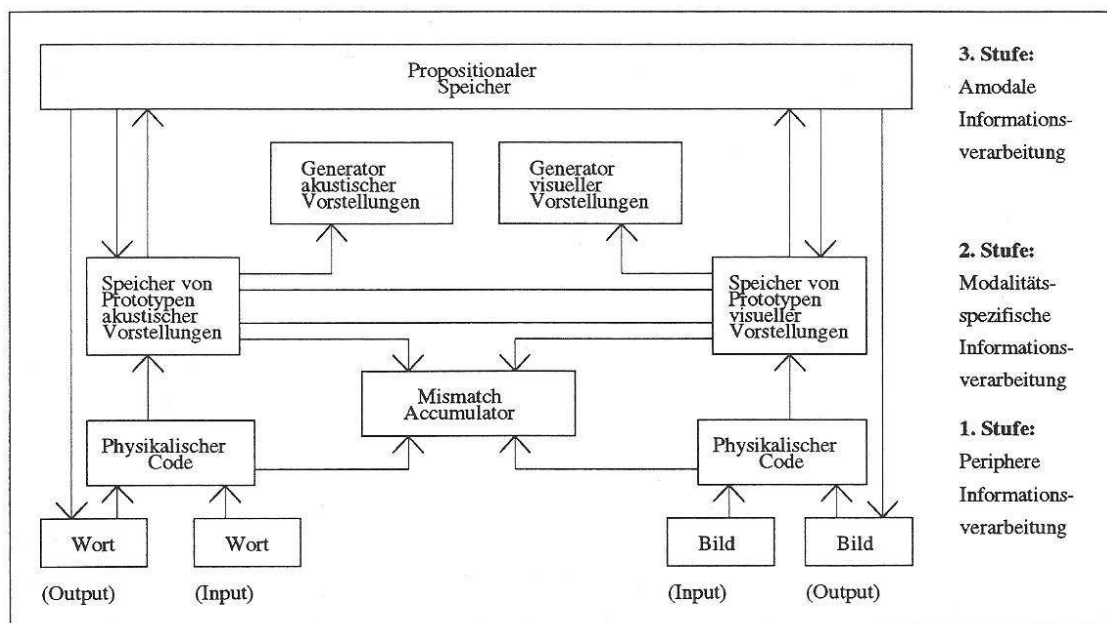 Propositionaler
Speicher
Generator
akustischer
Vorstellungen
Generator
visueller
Vorstellungen
Speicher von
Prototypen
akustischer
Vorstellungen
Speicher von
Prototypen
visueller
Vorstellungen
Mismatch
Accumulator
Physikalischer
Code
Physikalischer
Code
Wort
Wort
Bild
Bild
(Output)
(Input)
(Input)
(Output)
3. Stufe:
Amodale
Informations-
verarbeitung
2. Stufe:
Modalitäts-
spezifische
Informations-
verarbeitung
1. Stufe:
Periphere
Informations-
verarbeitung